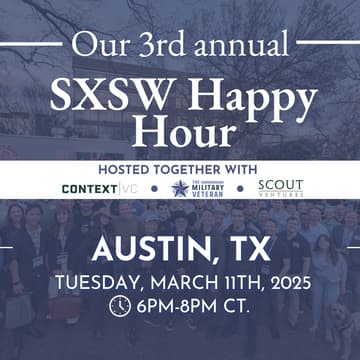 Our 3rd annual
SXSW Happy
Hour
HOSTED TOGETHER WITH
CONTEXT|VC • THE MILITARY VETERAN • SCOUT VENTURES
AUSTIN, TX
TUESDAY, MARCH 11TH, 2025
6PM-8PM CT.